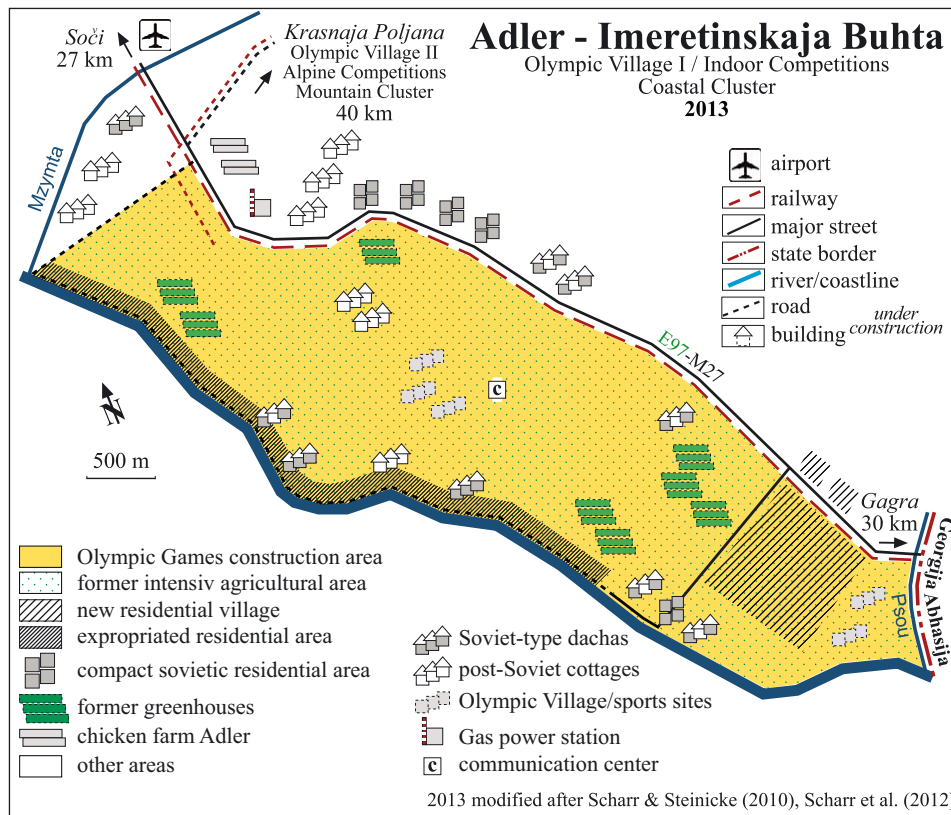 Adler - Imeretinskaja Buhta
Olympic Village I / Indoor Competitions
Coastal Cluster
2013
Soči
27 km
Krasnaja Poljana
Olympic Village II
Alpine Competitions
Mountain Cluster
40 km
Mzymta
airport
railway
major street
state border
river/coastline
road
building
under
construction
E97-M27
c
N
500 m
Gagra
30 km
Georgija Abhasija
Psou
Olympic Games construction area
former intensiv agricultural area
new residential village
expropriated residential area
compact sovietic residential area
former greenhouses
chicken farm Adler
other areas
Soviet-type dachas
post-Soviet cottages
Olympic Village/sports sites
Gas power station
c communication center
2013 modified after Scharr & Steinicke (2010), Scharr et al. (2012)